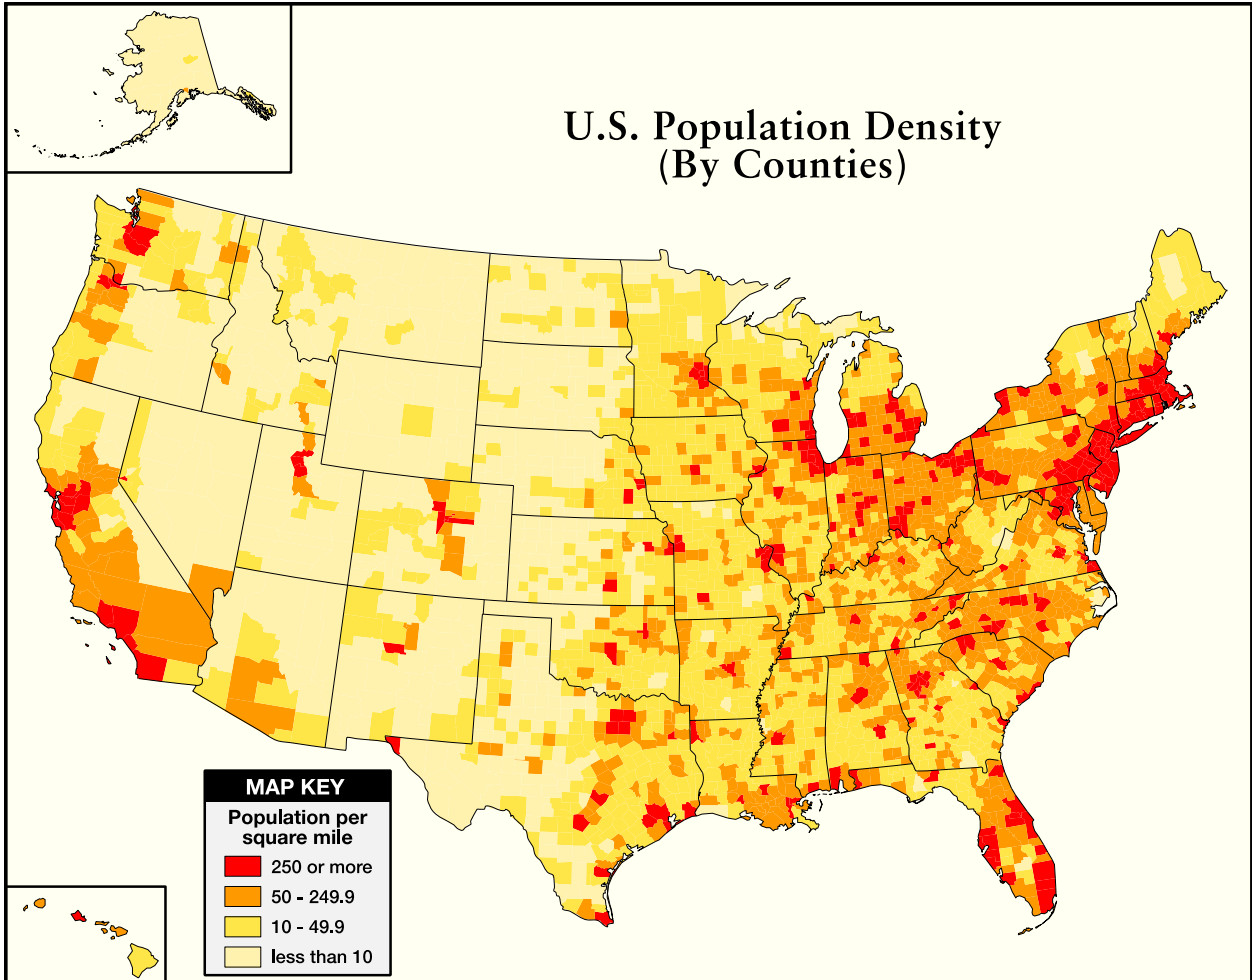 U.S. Population Density
(By Counties)
MAP KEY
Population per
square mile
250 or more
50 - 249.9
10 - 49.9
less than 10